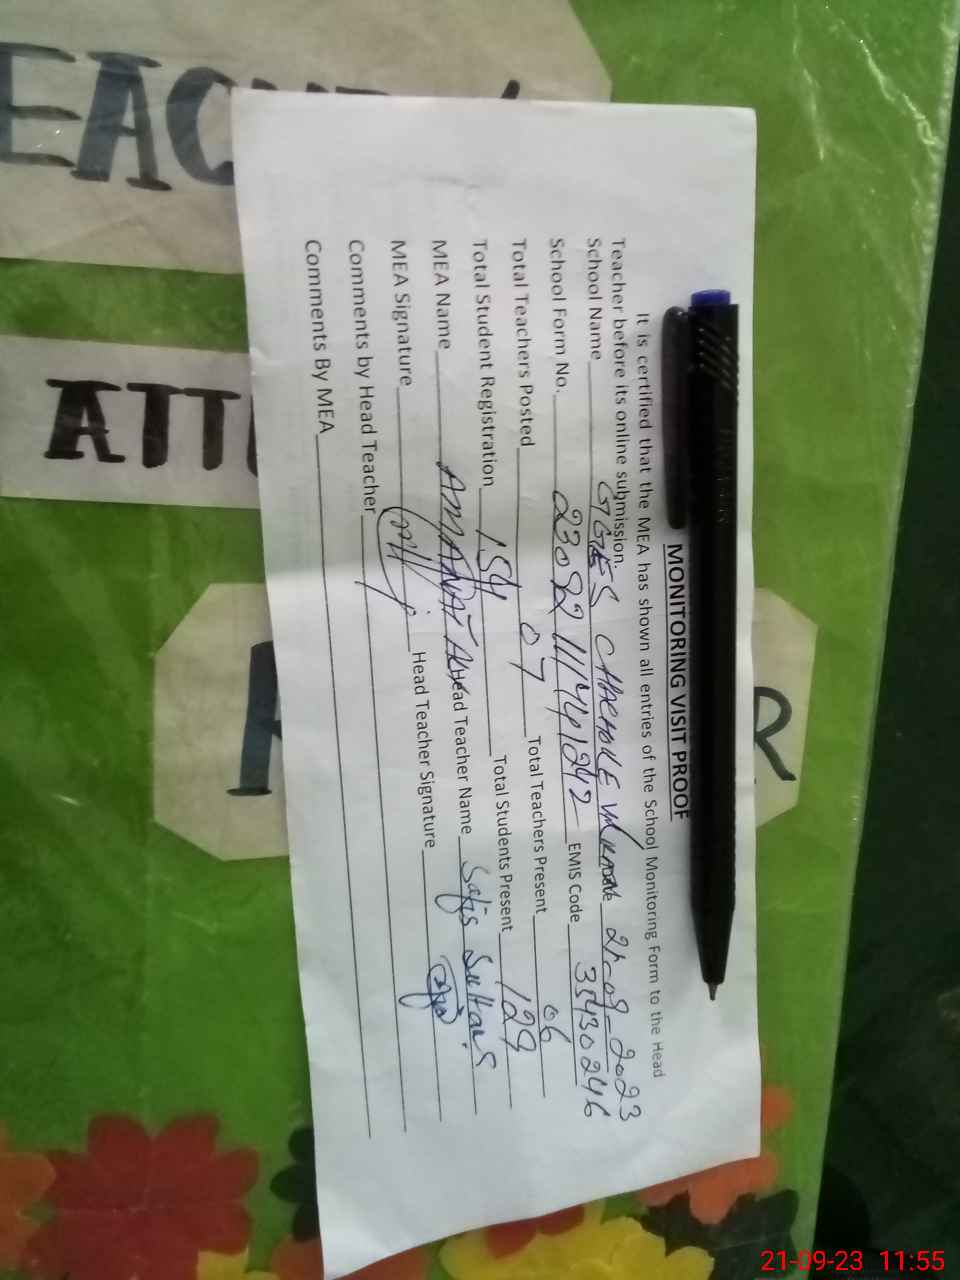 MONITORING VISIT PROOF
It is certified that the MEA has shown all entries of the School Monitoring Form to the Head
Teacher before its online submission.
School Name GGES 21-09-2023
School Form No. EMIS Code 35430246
Total Teachers Posted 07 Total Teachers Present 06
Total Student Registration 154 Total Students Present 129
MEA Name AMANAT Head Teacher Name
MEA Signature Head Teacher Signature
Comments by Head Teacher
Comments By MEA
ATT
21-09-23 11:55